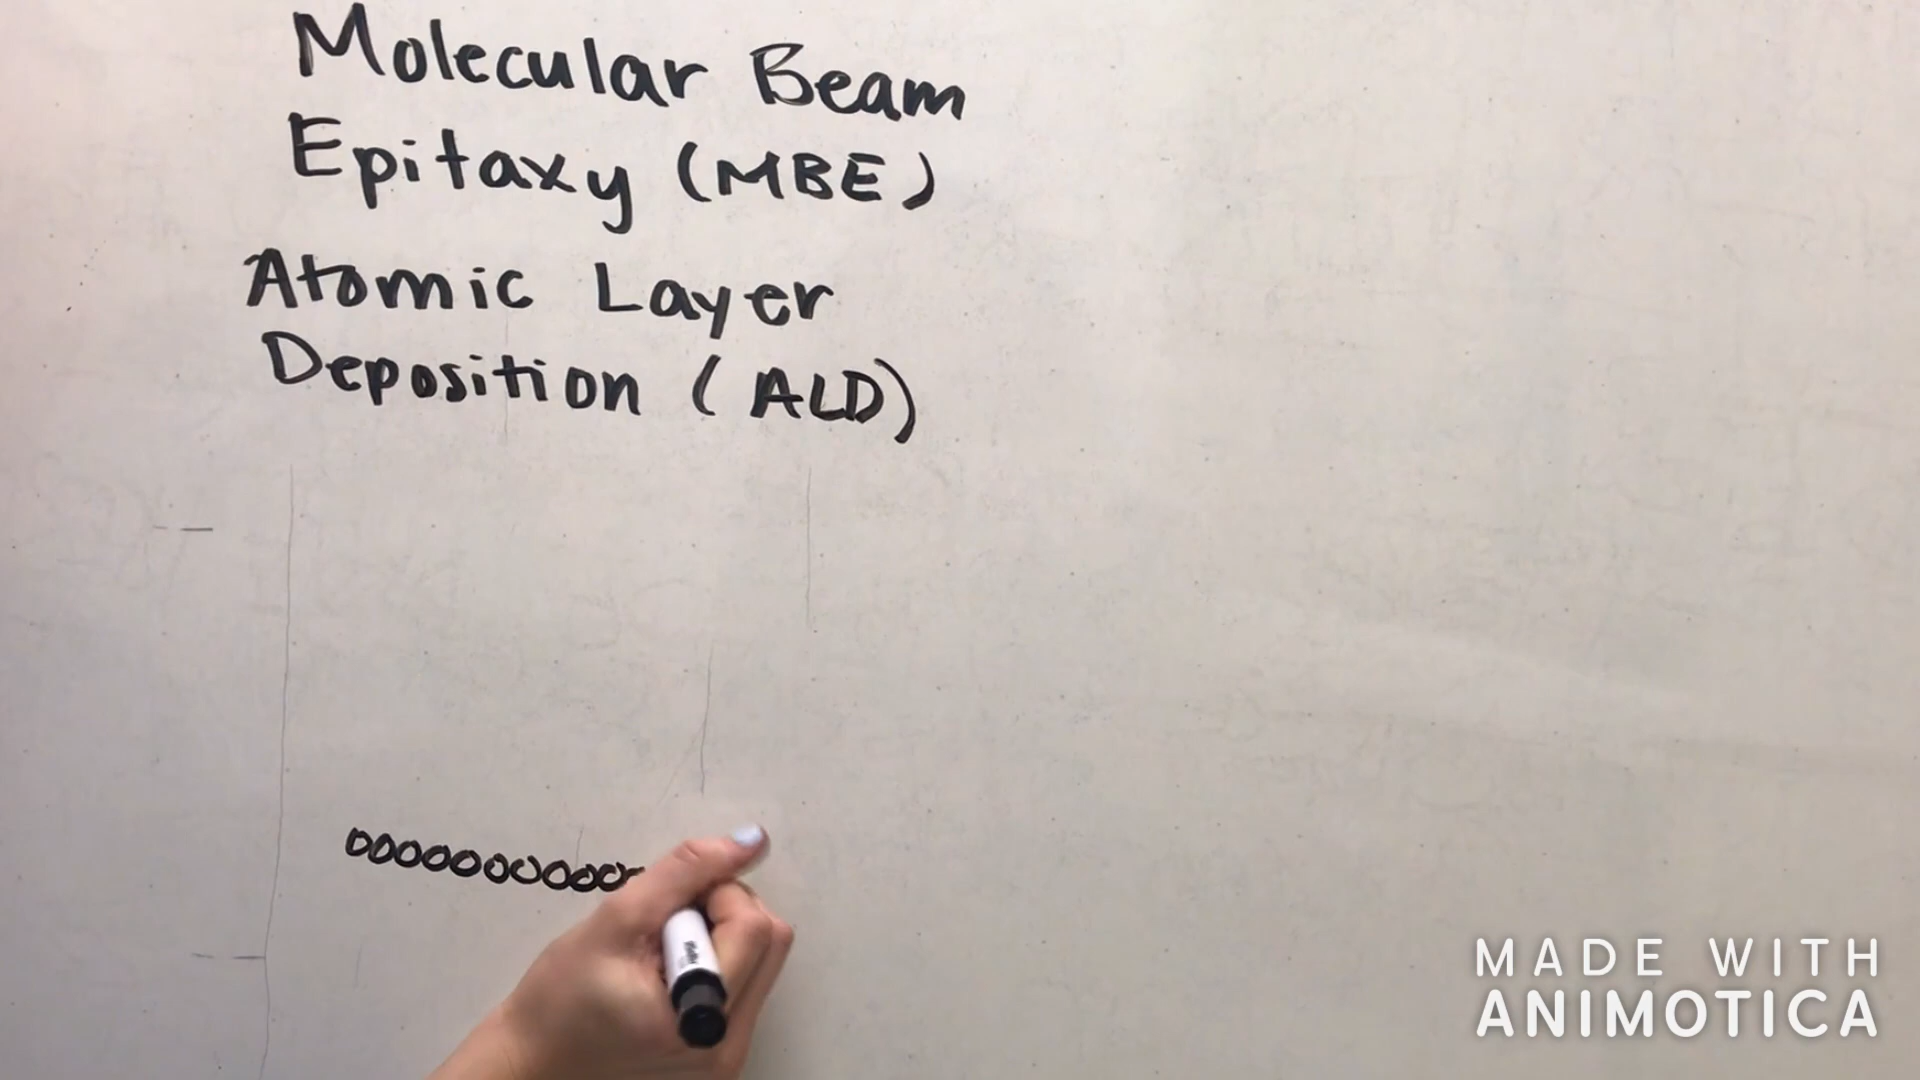 Molecular Beam
Epitaxy (MBE)
Atomic Layer
Deposition (ALD)
MADE WITH
ANIMOTICA